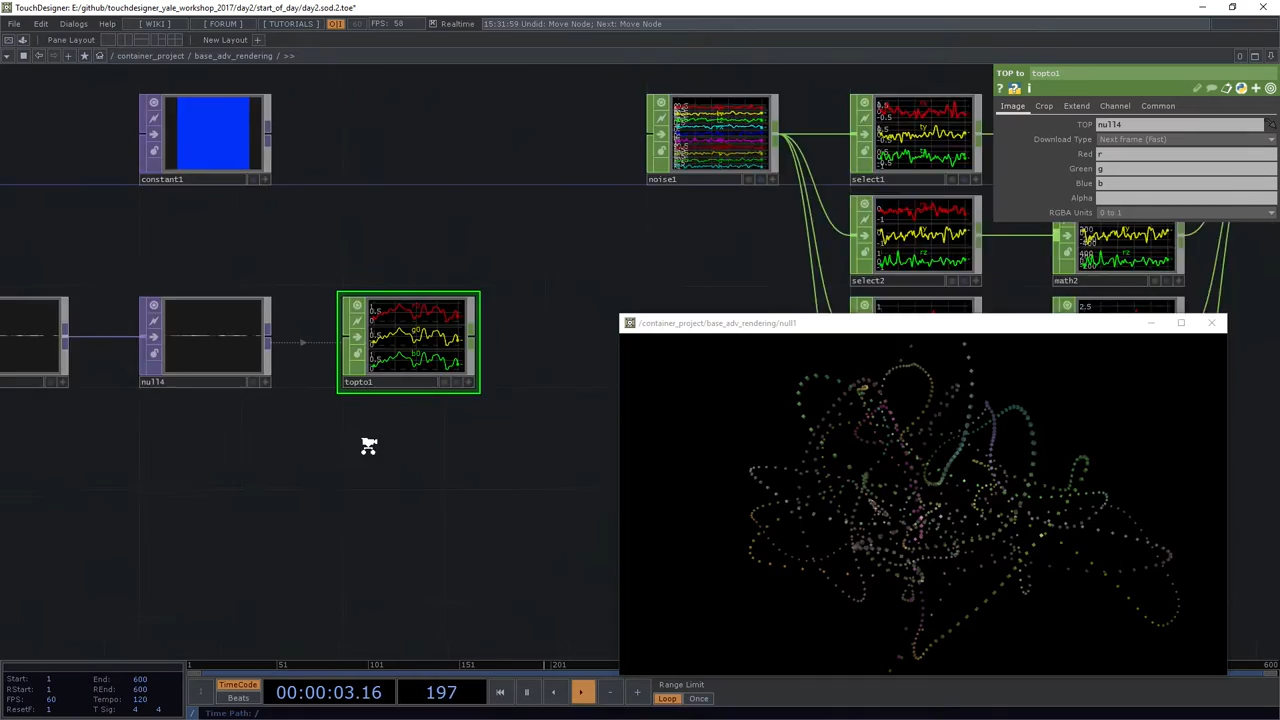 TouchDesigner: E:/github/touchdesigner_yale_workshop_2017/day2/start_of_day/day2.sod.2.toe*
File Edit Dialogs Help [ WIKI ] [ FORUM ] [ TUTORIALS ] O|I 60 FPS: 58 Realtime 15:31:59 Undid: Move Node; Next: Move Node
Pane Layout New Layout +
/ container_project / base_adv_rendering / >>
TOP to topto1
Image Crop Extend Channel Common
TOP null4
Download Type Next frame (Fast)
Red r
Green g
Blue b
Alpha
RGBA Units 0 to 1
constant1
noise1
select1
select2
math2
null4
topto1
/container_project/base_adv_rendering/null1
1 51 101 151 201 600
Start: 1 End: 600
RStart: 1 REnd: 600
FPS: 60 Tempo: 120
ResetF: 1 T Sig: 4 4
TimeCode
Beats
00:00:03.16
197
Range Limit
Loop Once
/ Time Path: /